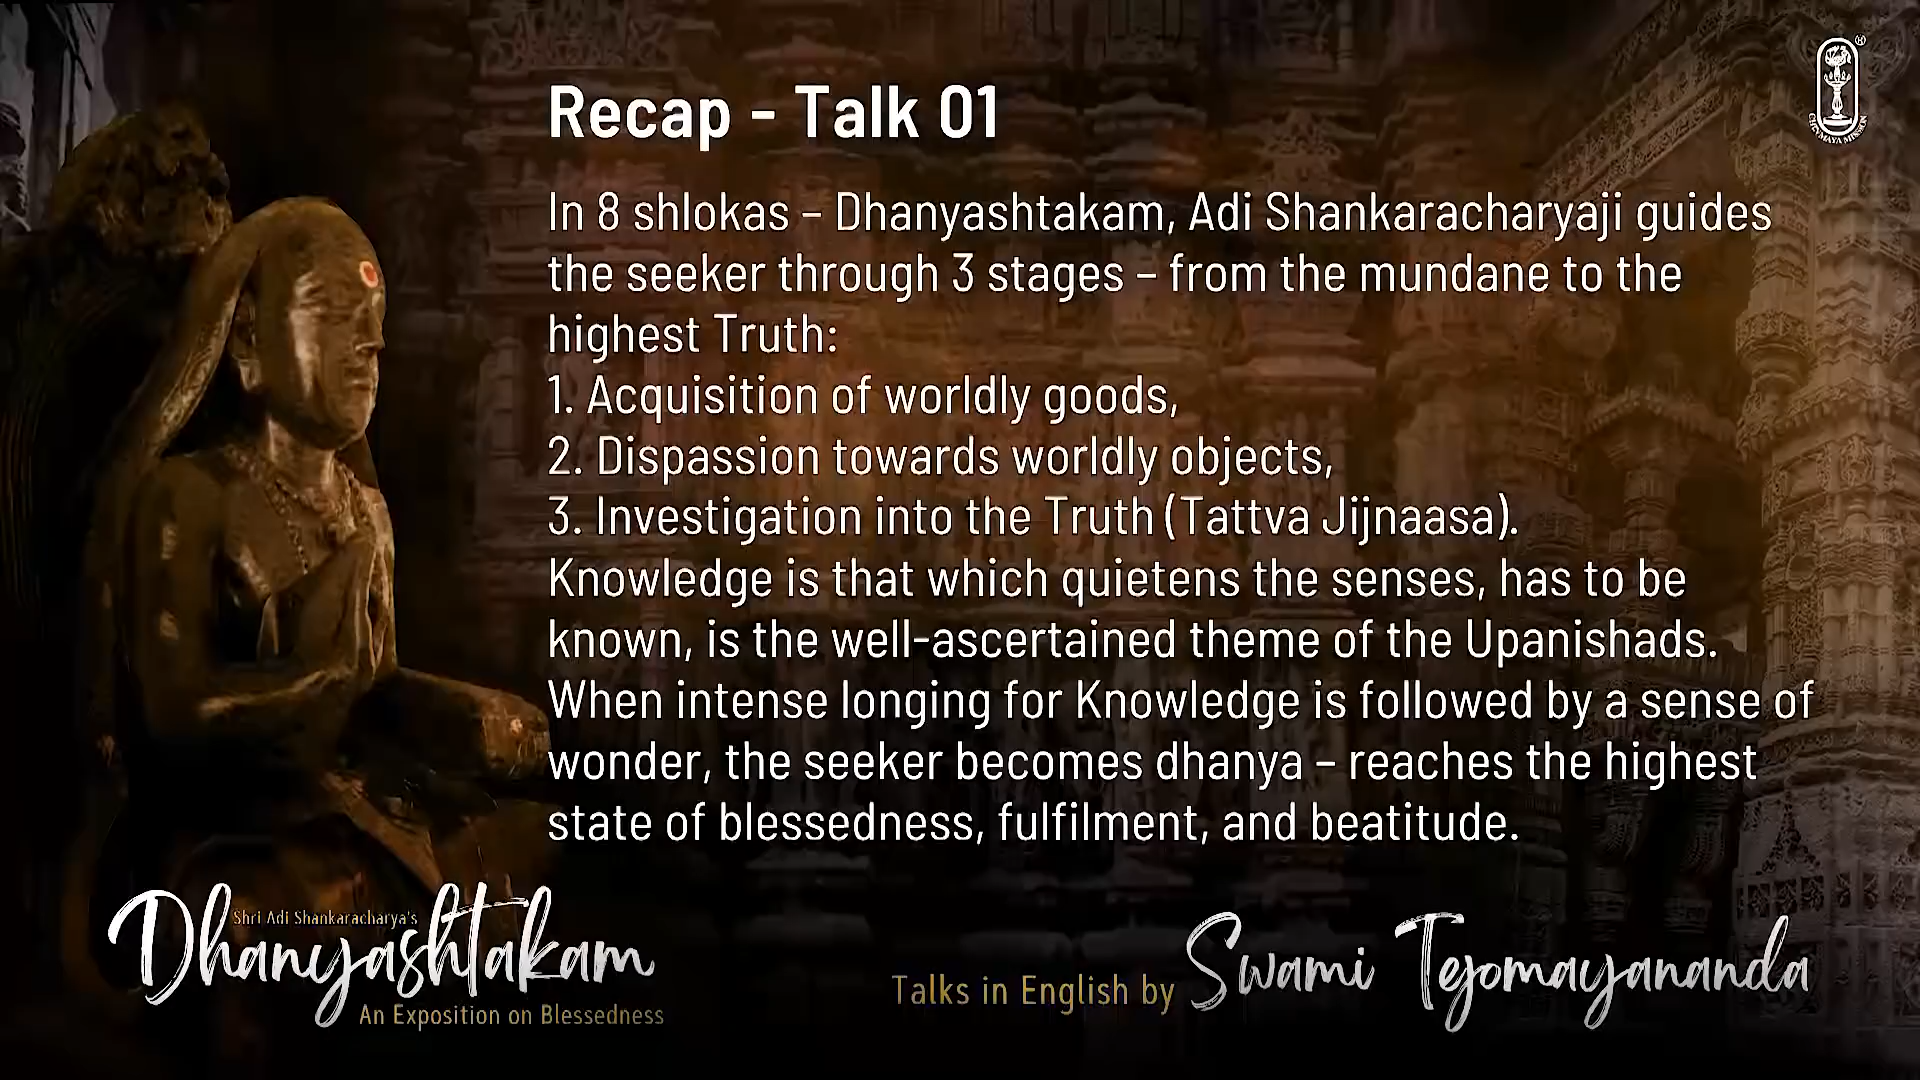 Recap - Talk 01
In 8 shlokas – Dhanyashtakam, Adi Shankaracharyaji guides
the seeker through 3 stages – from the mundane to the
highest Truth:
1. Acquisition of worldly goods,
2. Dispassion towards worldly objects,
3. Investigation into the Truth (Tattva Jijnaasa).
Knowledge is that which quietens the senses, has to be
known, is the well-ascertained theme of the Upanishads.
When intense longing for Knowledge is followed by a sense of
wonder, the seeker becomes dhanya – reaches the highest
state of blessedness, fulfilment, and beatitude.
Shri Adi Shankaracharya's
Dhanyashtakam
An Exposition on Blessedness
Talks in English by Swami Tejomayananda
CHINMAYA MISSION
®